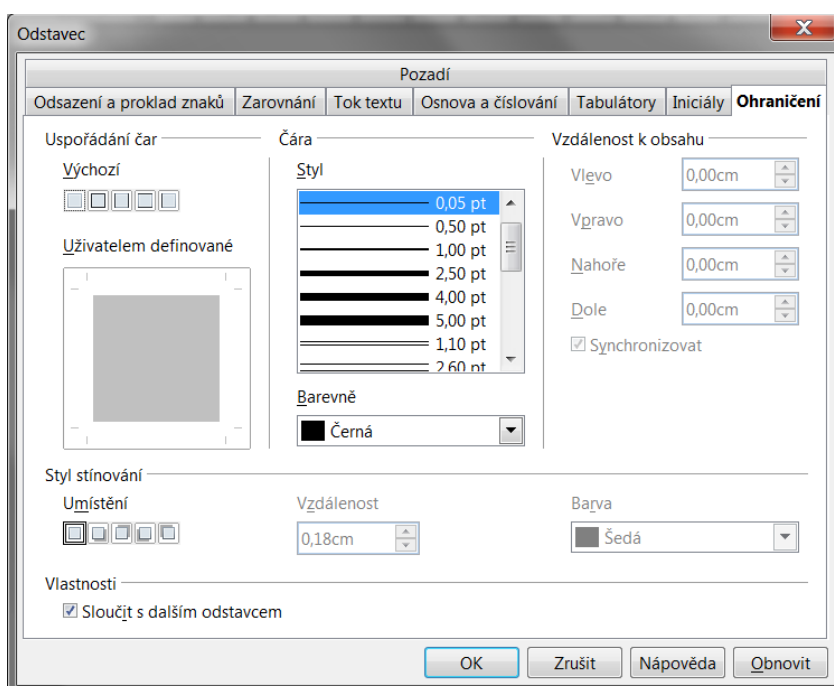 Odstavec
Pozadí
Odsazení a proklad znaků Zarovnání Tok textu Osnova a číslování Tabulátory Iniciály Ohraničení
Uspořádání čar Čára Vzdálenost k obsahu
Výchozí Styl Vlevo 0,00cm
0,05 pt
0,50 pt
Vpravo 0,00cm
Uživatelem definované 1,00 pt
2,50 pt Nahoře 0,00cm
4,00 pt
5,00 pt Dole 0,00cm
1,10 pt Synchronizovat
2,60 pt
Barevně
Černá
Styl stínování
Umístění Vzdálenost Barva
0,18cm Šedá
Vlastnosti
Sloučit s dalším odstavcem
OK Zrušit Nápověda Obnovit